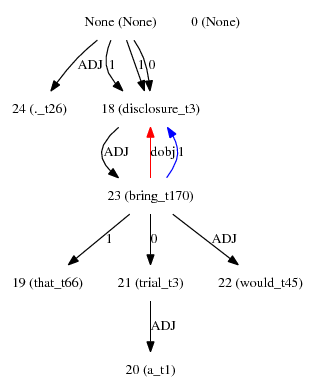 None (None) 0 (None)
ADJ 1 1 0
24 (._t26) 18 (disclosure_t3)
ADJ dobj 1
23 (bring_t170)
1 0 ADJ
19 (that_t66) 21 (trial_t3) 22 (would_t45)
ADJ
20 (a_t1)